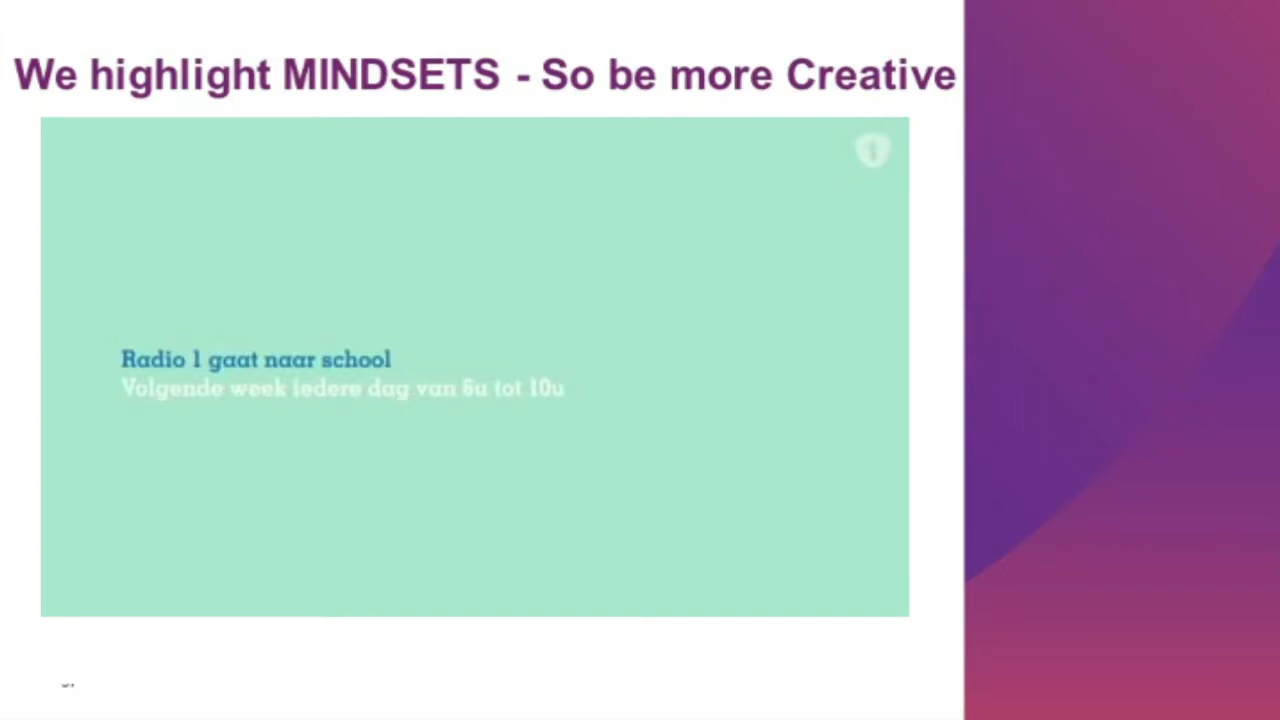 We highlight MINDSETS - So be more Creative
1
Radio 1 gaat naar school
Volgende week iedere dag van 6u tot 10u